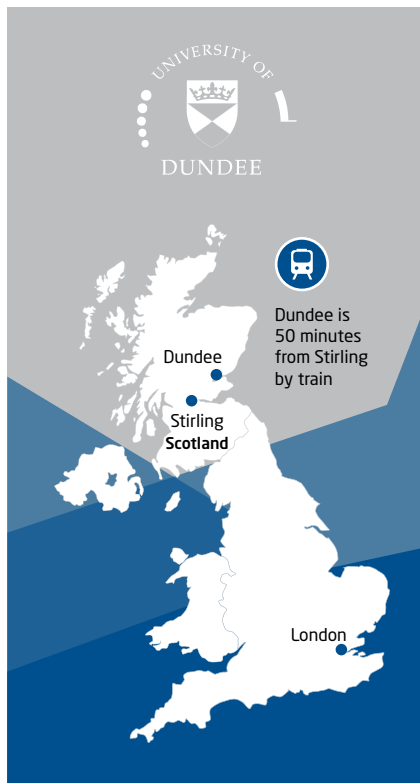 UNIVERSITY OF
DUNDEE
Dundee is
50 minutes
from Stirling
by train
Dundee
Stirling
Scotland
London